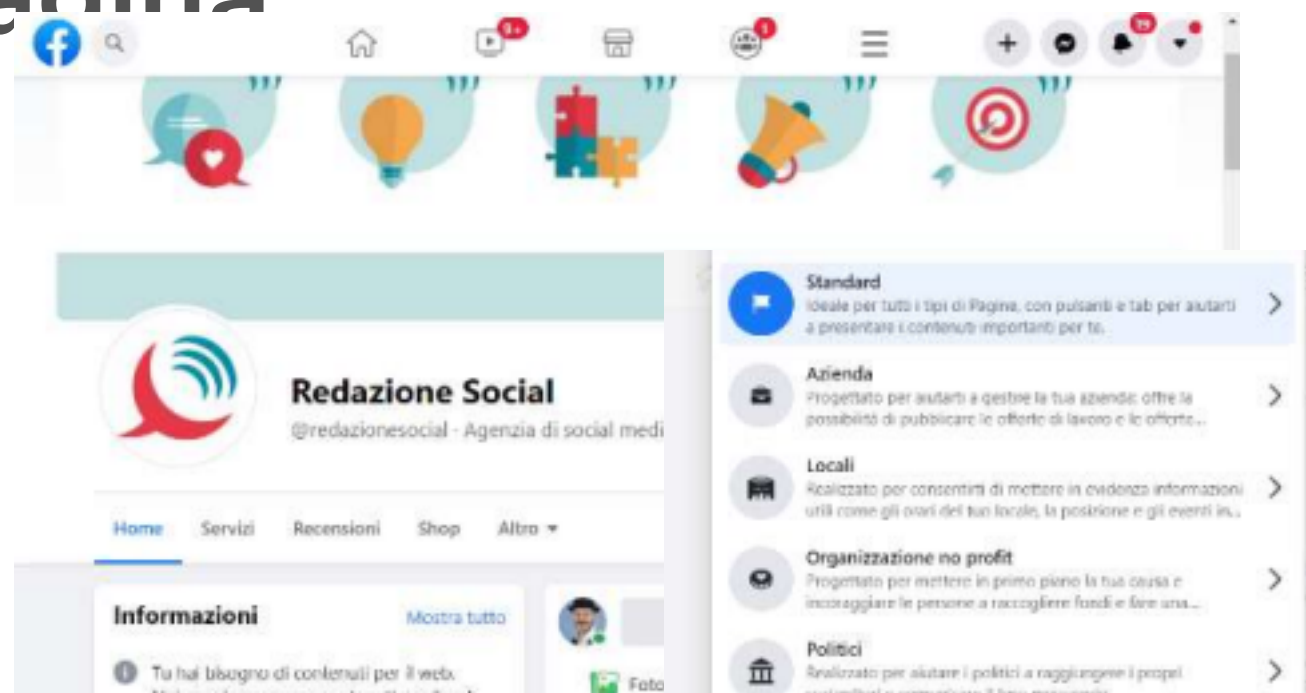 9+
1
19
Redazione Social
@redazionesocial - Agenzia di social medi
Home Servizi Recensioni Shop Altro
Informazioni Mostra tutto
Tu hai bisogno di contenuti per il web.
Foto
Standard
Ideale per tutti i tipi di Pagine, con pulsanti e tab per aiutarti
a presentare i contenuti importanti per te.
Azienda
Progettato per aiutarti a gestire la tua azienda: offre la
possibilità di pubblicare le offerte di lavoro e le offerte...
Locali
Realizzato per consentirti di mettere in evidenza informazioni
utili come gli orari del tuo locale, la posizione e gli eventi in...
Organizzazione no profit
Progettato per mettere in primo piano la tua causa e
incoraggiare le persone a raccogliere fondi e fare una...
Politici
Realizzato per aiutare i politici a raggiungere i propri